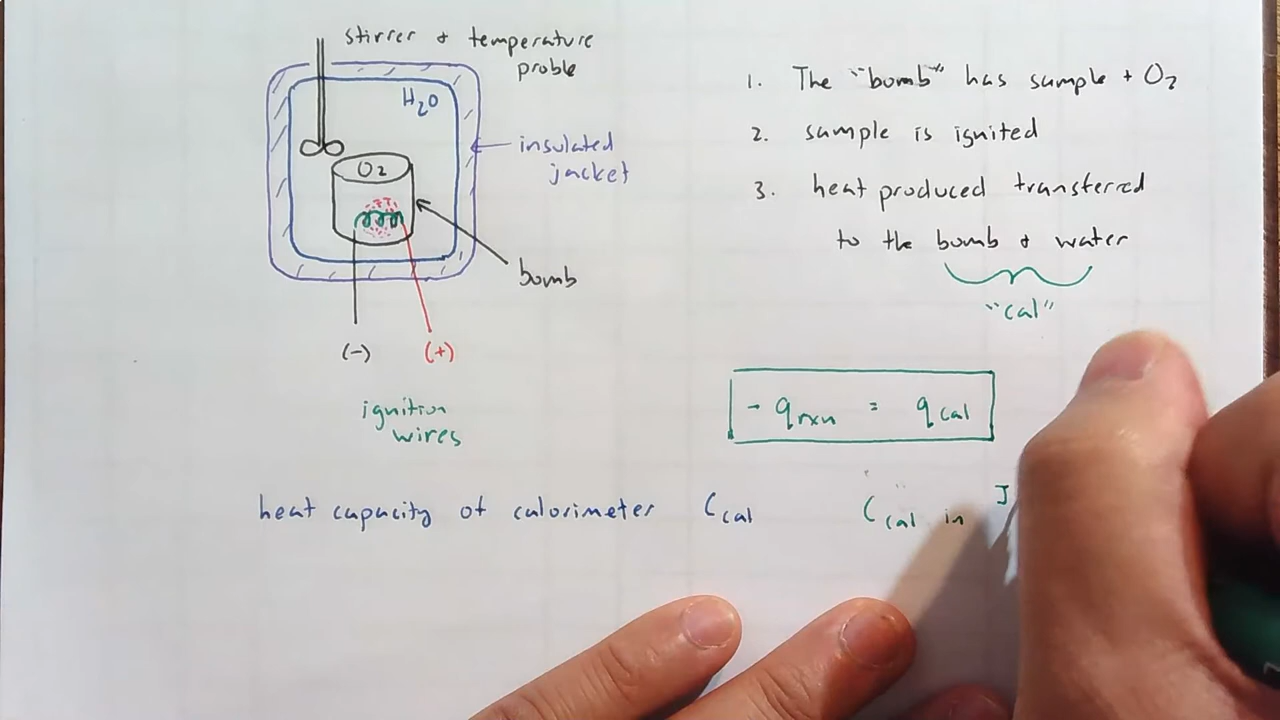 stirrer & temperature
proble
H2O
O2
insulated
jacket
bomb
(-) (+)
ignition
wires
1. The "bomb" has sample + O2
2. sample is ignited
3. heat produced transferred
to the bomb & water
"cal"
- qrxn = qcal
heat capacity of calorimeter Ccal
Ccal in J